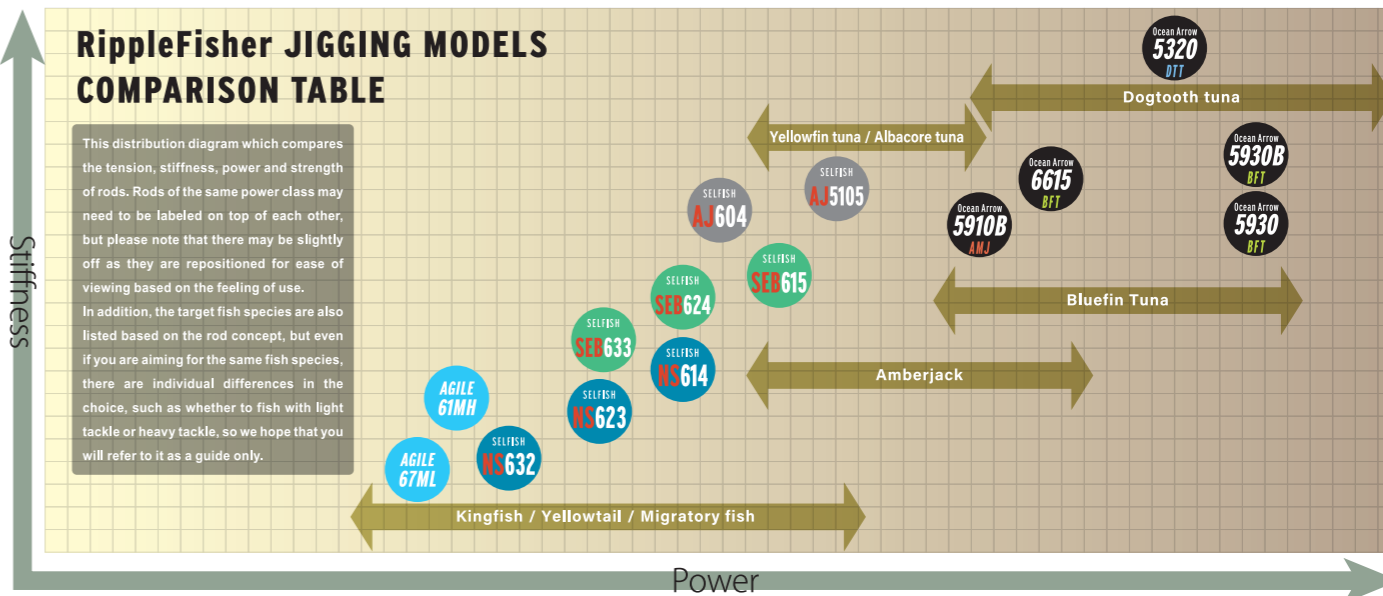 RippleFisher JIGGING MODELS
COMPARISON TABLE
This distribution diagram which compares
the tension, stiffness, power and strength
of rods. Rods of the same power class may
need to be labeled on top of each other,
but please note that there may be slightly
off as they are repositioned for ease of
viewing based on the feeling of use.
In addition, the target fish species are also
listed based on the rod concept, but even
if you are aiming for the same fish species,
there are individual differences in the
choice, such as whether to fish with light
tackle or heavy tackle, so we hope that you
will refer to it as a guide only.
Stiffness
Ocean Arrow
5320
DTT
Dogtooth tuna
Yellowfin tuna / Albacore tuna
Ocean Arrow
5930B
BFT
Ocean Arrow
6615
BFT
SELFISH
AJ5105
SELFISH
AJ604
Ocean Arrow
5910B
AMJ
Ocean Arrow
5930
BFT
SELFISH
SEB615
SELFISH
SEB624
Bluefin Tuna
SELFISH
SEB633
SELFISH
NS614
Amberjack
AGILE
61MH
SELFISH
NS623
SELFISH
NS632
AGILE
67ML
Kingfish / Yellowtail / Migratory fish
Power